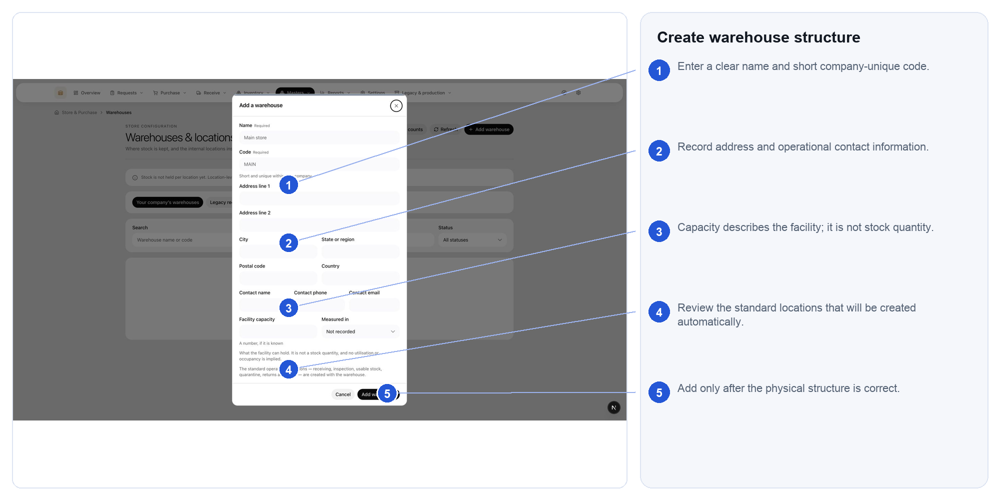 Overview
Requests
Purchase
Receive
Inventory
Masters
Reports
Settings
Legacy & production
Store & Purchase
Warehouses
STORE CONFIGURATION
Warehouses & locations
Where stock is kept, and the internal locations
counts
Refresh
Add warehouse
Stock is not held per location yet.
Your company's warehouses
Legacy
Search
Warehouse name or code
Status
All statuses
Add a warehouse
Name Required
Main store
Code Required
MAIN
Short and unique within company
Address line 1
Address line 2
City
State or region
Postal code
Country
Contact name
Contact phone
Contact email
Facility capacity
Measured in
Not recorded
A number, if it is known
What the facility can hold. It is not a stock quantity, and no utilisation or
occupancy is implied.
The standard — receiving, inspection, usable stock,
quarantine, returns — are created with the warehouse.
Cancel
Add
1
2
3
4
5
N
Create warehouse structure
1 Enter a clear name and short company-unique code.
2 Record address and operational contact information.
3 Capacity describes the facility; it is not stock quantity.
4 Review the standard locations that will be created
automatically.
5 Add only after the physical structure is correct.